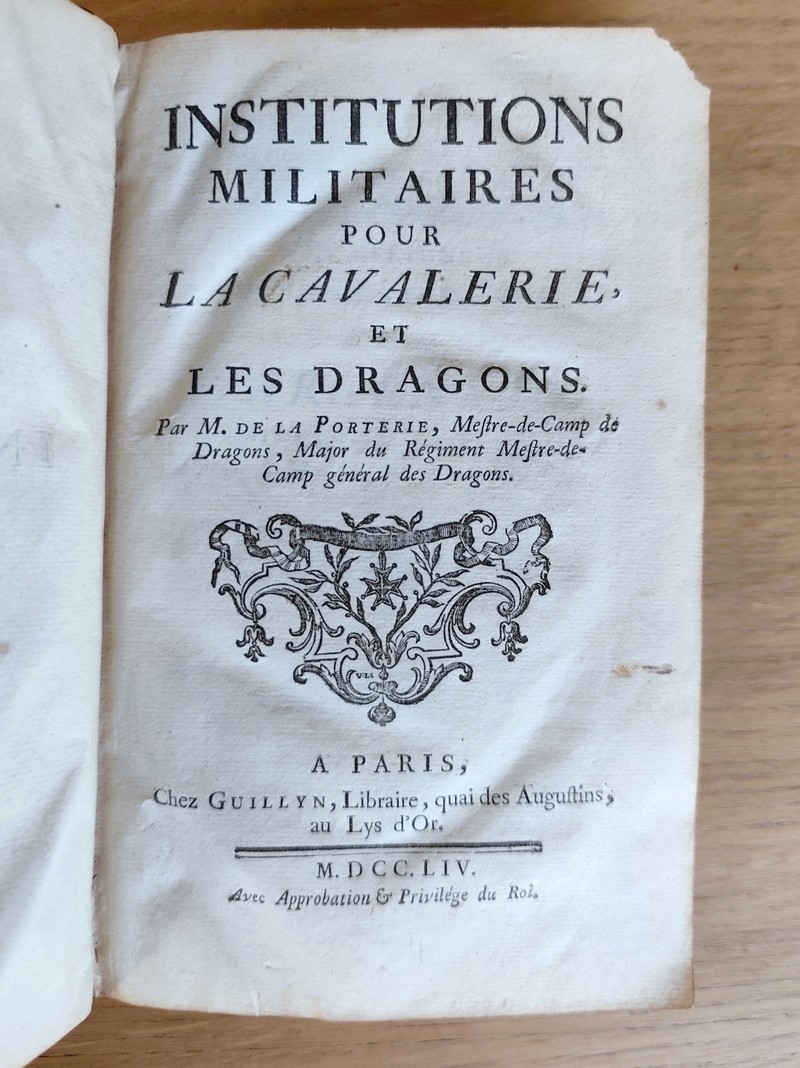 INSTITUTIONS
MILITAIRES
POUR
LA CAVALERIE,
ET
LES DRAGONS.
Par M. DE LA PORTERIE, Meſtre-de-Camp de
Dragons, Major du Régiment Meſtre-de-
Camp général des Dragons.
V·LS
A PARIS,
Chez GUILLYN, Libraire, quai des Auguſtins,
au Lys d'Or.
M. DCC. LIV.
Avec Approbation & Privilége du Roi.